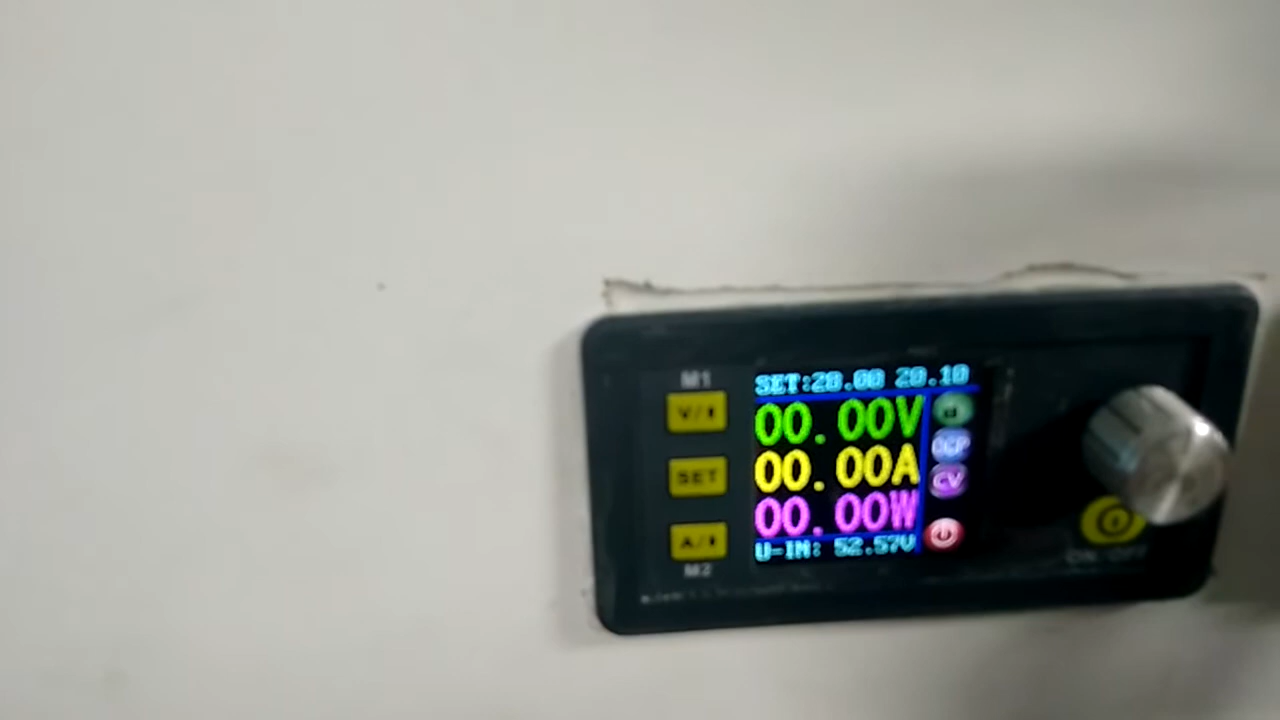 M1
V/⬆
SET
A/⬇
M2
SET:20.00 20.10
00.00V
00.00A
00.00W
U-IN: 52.57V
OCP
CV
ON/OFF